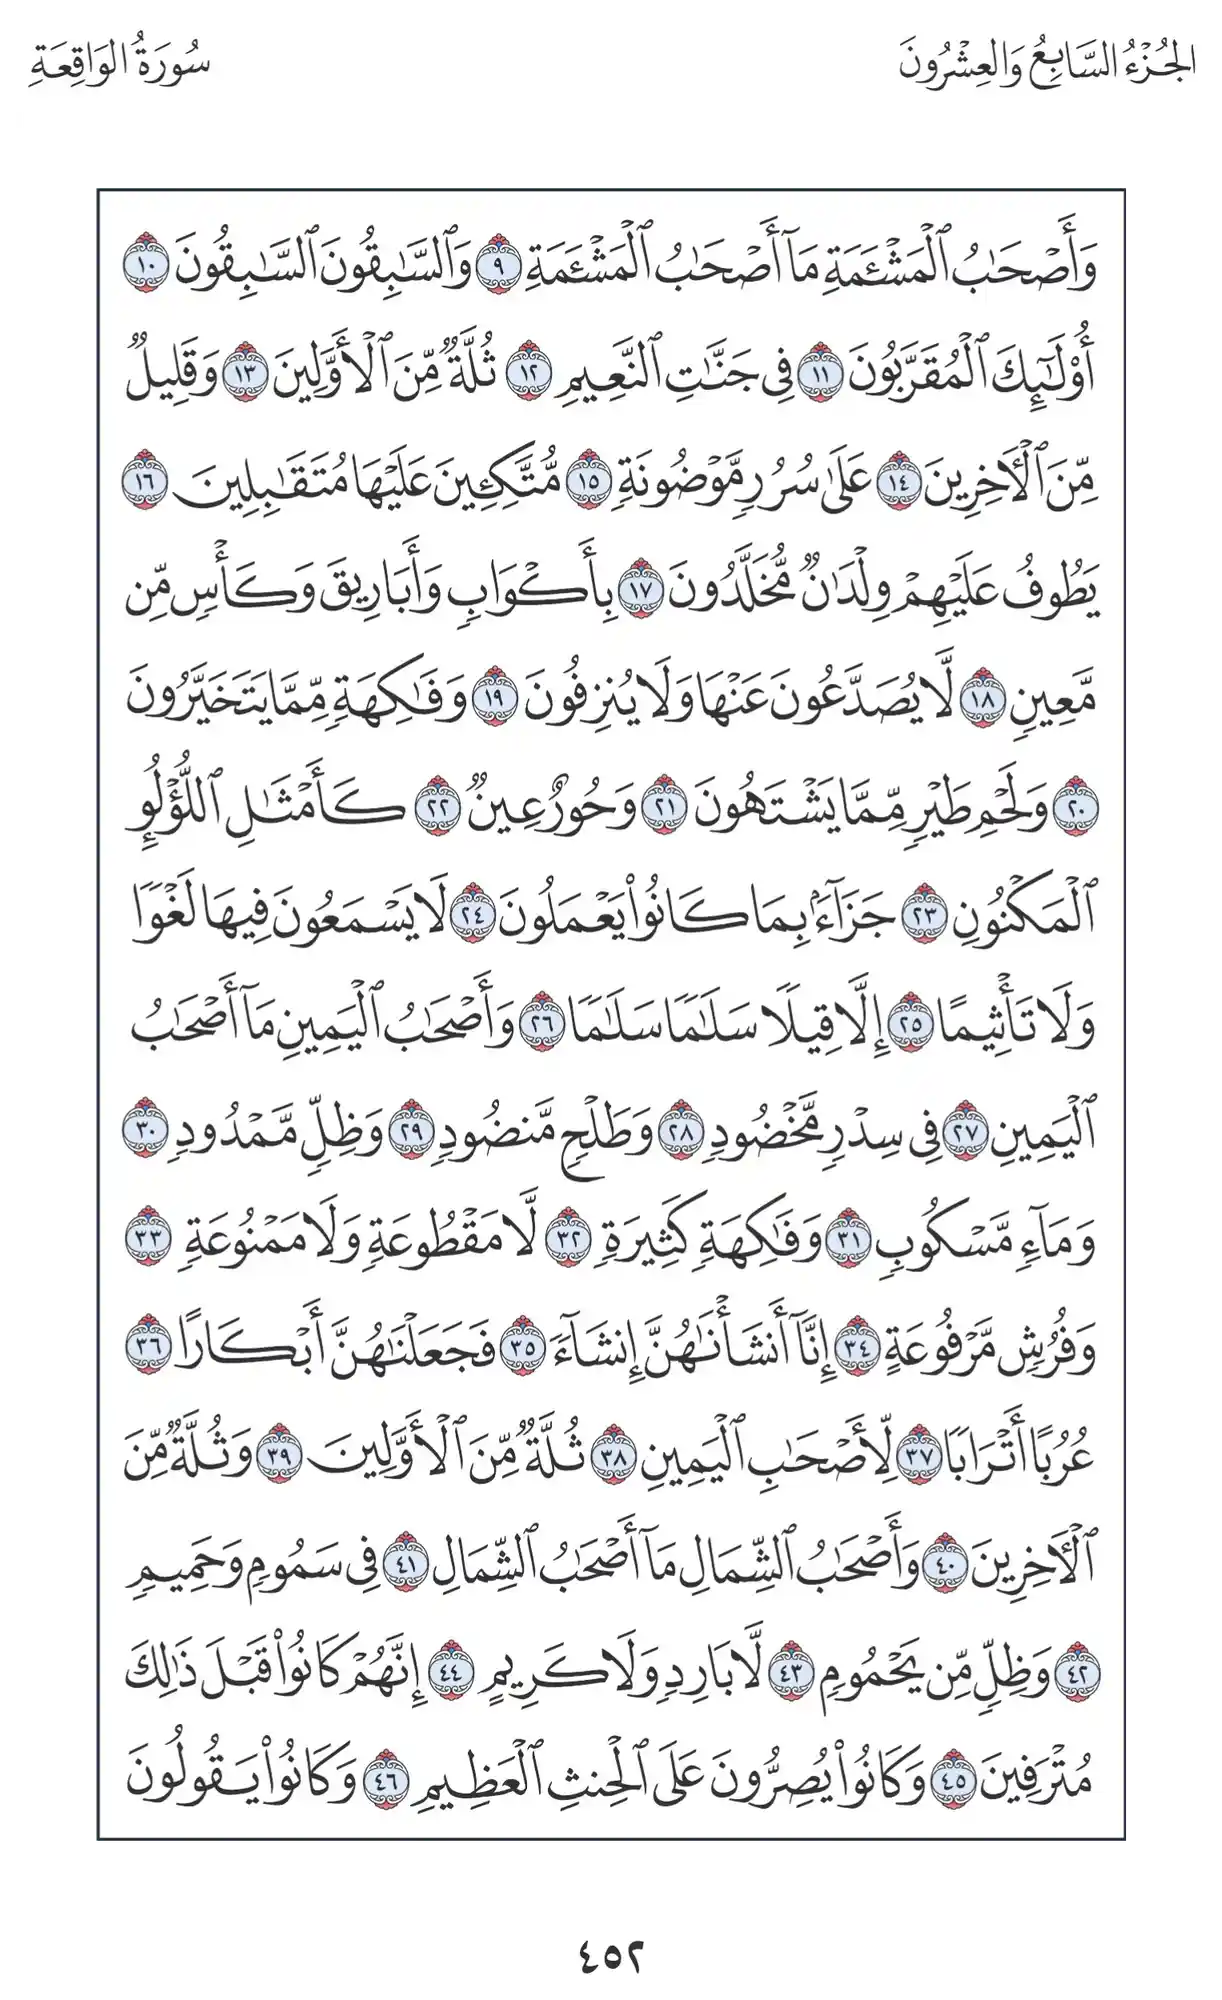 الجُزْءُ السَّابِعُ وَالعِشْرُونَ
سُورَةُ الوَاقِعَةِ
وَأَصْحَٰبُ ٱلْمَشْـَٔمَةِ مَآ أَصْحَٰبُ ٱلْمَشْـَٔمَةِ ٩ وَٱلسَّٰبِقُونَ ٱلسَّٰبِقُونَ ١٠
أُو۟لَٰٓئِكَ ٱلْمُقَرَّبُونَ ١١ فِى جَنَّٰتِ ٱلنَّعِيمِ ١٢ ثُلَّةٌ مِّنَ ٱلْأَوَّلِينَ ١٣ وَقَلِيلٌ
مِّنَ ٱلْـَٔاخِرِينَ ١٤ عَلَىٰ سُرُرٍ مَّوْضُونَةٍ ١٥ مُّتَّكِـِٔينَ عَلَيْهَا مُتَقَٰبِلِينَ ١٦
يَطُوفُ عَلَيْهِمْ وِلْدَٰنٌ مُّخَلَّدُونَ ١٧ بِأَكْوَابٍ وَأَبَارِيقَ وَكَأْسٍ مِّن
مَّعِينٍ ١٨ لَّا يُصَدَّعُونَ عَنْهَا وَلَا يُنزِفُونَ ١٩ وَفَٰكِهَةٍ مِّمَّا يَتَخَيَّرُونَ
٢٠ وَلَحْمِ طَيْرٍ مِّمَّا يَشْتَهُونَ ٢١ وَحُورٌ عِينٌ ٢٢ كَأَمْثَٰلِ ٱللُّؤْلُؤِ
ٱلْمَكْنُونِ ٢٣ جَزَآءًۢ بِمَا كَانُوا۟ يَعْمَلُونَ ٢٤ لَا يَسْمَعُونَ فِيهَا لَغْوًا
وَلَا تَأْثِيمًا ٢٥ إِلَّا قِيلًا سَلَٰمًا سَلَٰمًا ٢٦ وَأَصْحَٰبُ ٱلْيَمِينِ مَآ أَصْحَٰبُ
ٱلْيَمِينِ ٢٧ فِى سِدْرٍ مَّخْضُودٍ ٢٨ وَطَلْحٍ مَّنضُودٍ ٢٩ وَظِلٍّ مَّمْدُودٍ ٣٠
وَمَآءٍ مَّسْكُوبٍ ٣١ وَفَٰكِهَةٍ كَثِيرَةٍ ٣٢ لَّا مَقْطُوعَةٍ وَلَا مَمْنُوعَةٍ ٣٣
وَفُرُشٍ مَّرْفُوعَةٍ ٣٤ إِنَّآ أَنشَأْنَٰهُنَّ إِنشَآءً ٣٥ فَجَعَلْنَٰهُنَّ أَبْكَارًا ٣٦
عُرُبًا أَتْرَابًا ٣٧ لِّأَصْحَٰبِ ٱلْيَمِينِ ٣٨ ثُلَّةٌ مِّنَ ٱلْأَوَّلِينَ ٣٩ وَثُلَّةٌ مِّنَ
ٱلْـَٔاخِرِينَ ٤٠ وَأَصْحَٰبُ ٱلشِّمَالِ مَآ أَصْحَٰبُ ٱلشِّمَالِ ٤١ فِى سَمُومٍ وَحَمِيمٍ
٤٢ وَظِلٍّ مِّن يَحْمُومٍ ٤٣ لَّا بَارِدٍ وَلَا كَرِيمٍ ٤٤ إِنَّهُمْ كَانُوا۟ قَبْلَ ذَٰلِكَ
مُتْرَفِينَ ٤٥ وَكَانُوا۟ يُصِرُّونَ عَلَى ٱلْحِنثِ ٱلْعَظِيمِ ٤٦ وَكَانُوا۟ يَقُولُونَ
٤٥٢